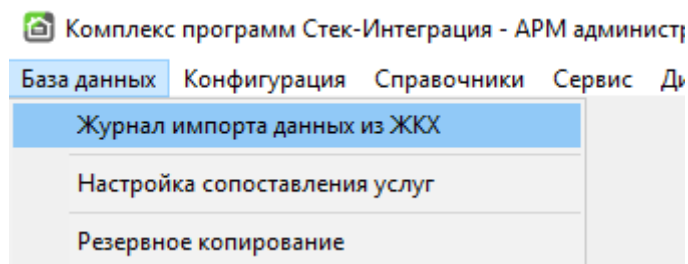 Комплекс программ Стек-Интеграция - АРМ админист
База данных Конфигурация Справочники Сервис
Журнал импорта данных из ЖКХ
Настройка сопоставления услуг
Резервное копирование